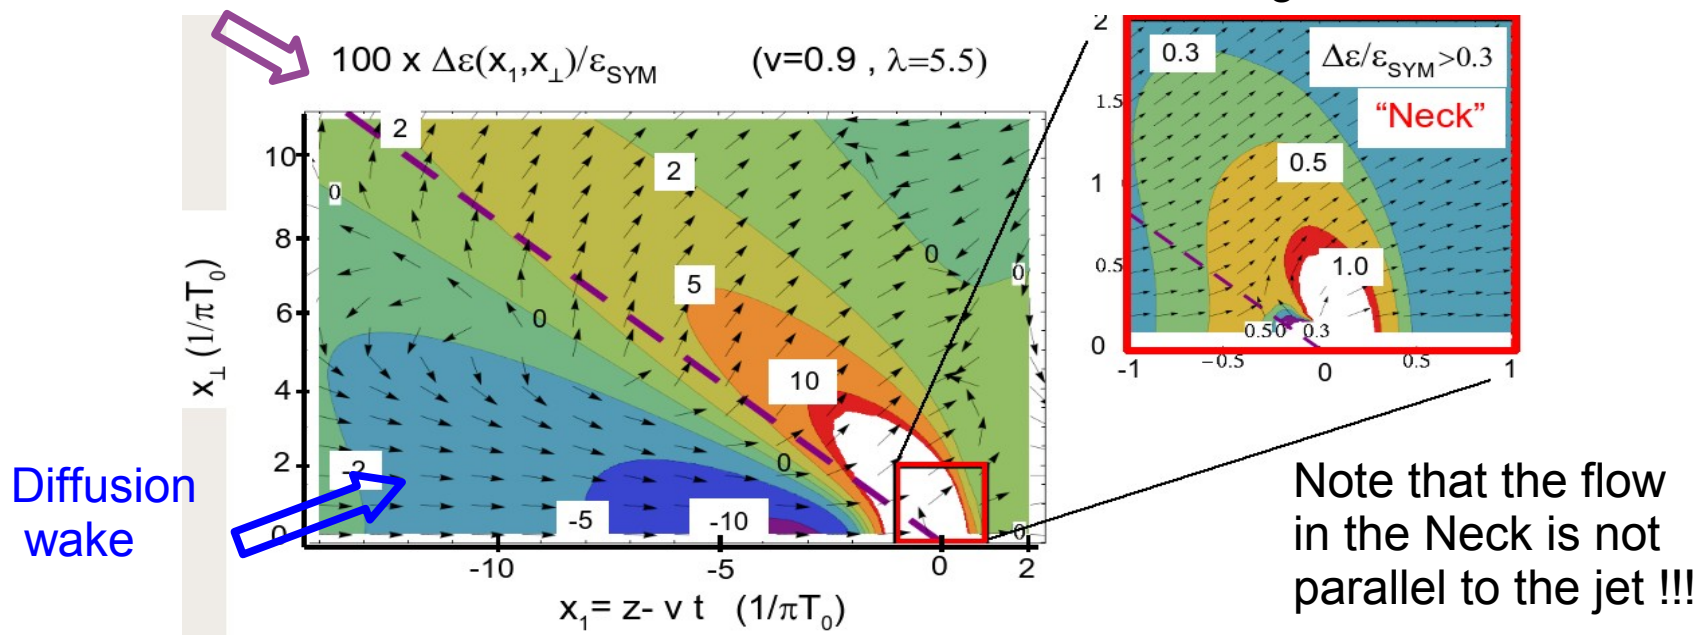 100 x Δε(x₁,x⊥)/ε_SYM (v=0.9 , λ=5.5)
2
2
0
5
0
0
0
10
0
-2
-5
-10
0
10
8
6
4
2
0
x⊥ (1/πT₀)
-10 -5 0 2
x₁= z- v t (1/πT₀)
Diffusion
wake
2
1.5
1
0.5
0
0.3
Δε/ε_SYM>0.3
"Neck"
0.5
1.0
0.50 0.3
-1 -0.5 0 0.5 1
Note that the flow
in the Neck is not
parallel to the jet !!!